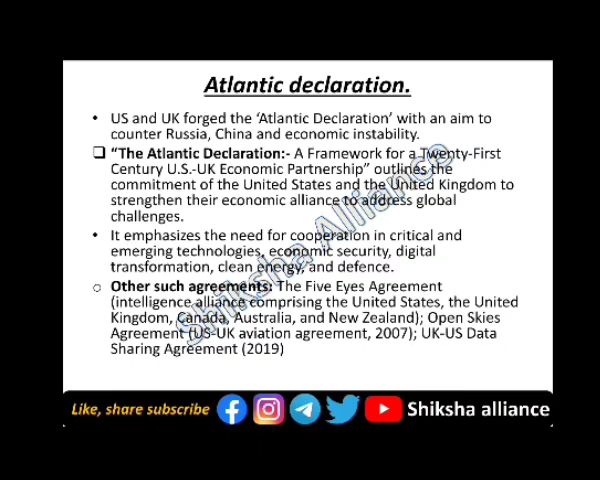 Atlantic declaration.
• US and UK forged the ‘Atlantic Declaration’ with an aim to
counter Russia, China and economic instability.
❑ “The Atlantic Declaration:- A Framework for a Twenty-First
Century U.S.-UK Economic Partnership” outlines the
commitment of the United States and the United Kingdom to
strengthen their economic alliance to address global
challenges.
• It emphasizes the need for cooperation in critical and
emerging technologies, economic security, digital
transformation, clean energy, and defence.
o Other such agreements: The Five Eyes Agreement
(intelligence alliance comprising the United States, the United
Kingdom, Canada, Australia, and New Zealand); Open Skies
Agreement (US-UK aviation agreement, 2007); UK-US Data
Sharing Agreement (2019)
Shiksha Alliance
Like, share subscribe Shiksha alliance